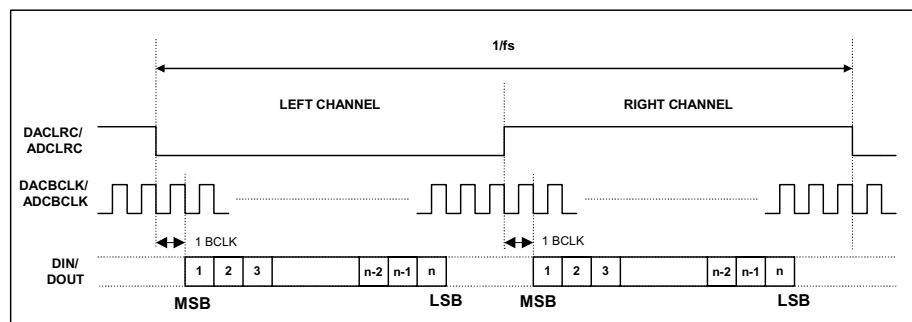 1/fs
LEFT CHANNEL
RIGHT CHANNEL
DACLRC/
ADCLRC
DACBCLK/
ADCBCLK
1 BCLK
1 BCLK
DIN/
DOUT
1 2 3 n-2 n-1 n
1 2 3 n-2 n-1 n
MSB
LSB
MSB
LSB